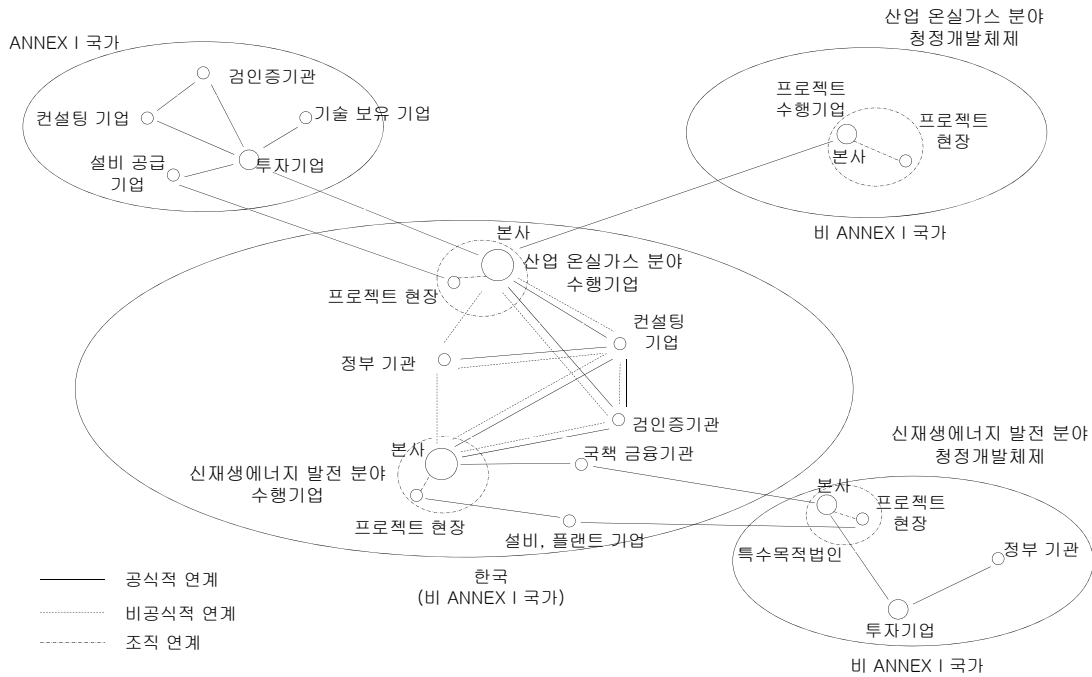 산업 온실가스 분야
청정개발체제
ANNEX I 국가
검인증기관
컨설팅 기업
기술 보유 기업
설비 공급
기업
투자기업
프로젝트
수행기업
프로젝트
현장
본사
비 ANNEX I 국가
본사
산업 온실가스 분야
수행기업
프로젝트 현장
컨설팅
기업
정부 기관
검인증기관
본사
국책 금융기관
신재생에너지 발전 분야
수행기업
프로젝트 현장
설비, 플랜트 기업
한국
(비 ANNEX I 국가)
신재생에너지 발전 분야
청정개발체제
본사
프로젝트
현장
특수목적법인
정부 기관
투자기업
비 ANNEX I 국가
공식적 연계
비공식적 연계
조직 연계